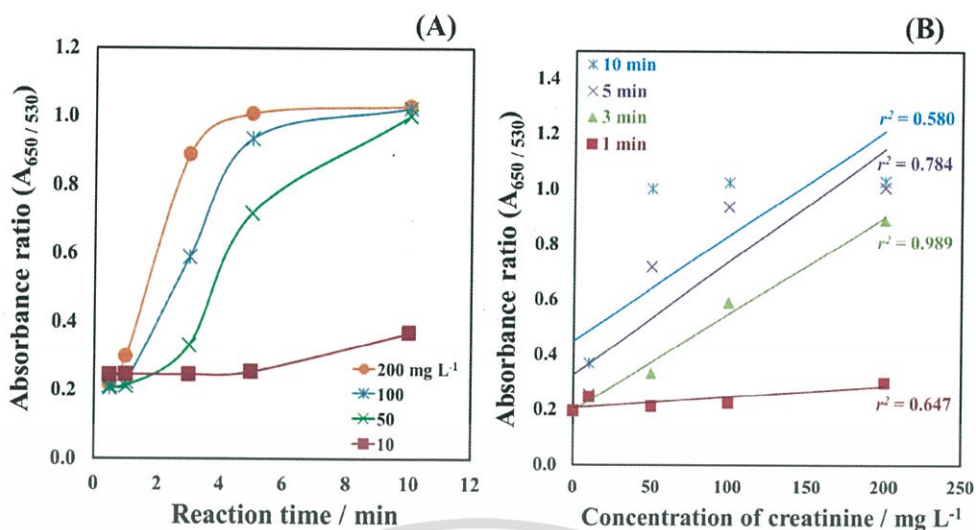 (A)
Absorbance ratio (A650 / 530)
1.2
1.0
0.8
0.6
0.4
0.2
0.0
0
2
4
6
8
10
12
Reaction time / min
200 mg L-1
100
50
10
(B)
Absorbance ratio (A650 / 530)
1.4
1.2
1.0
0.8
0.6
0.4
0.2
0.0
10 min
5 min
3 min
1 min
r2 = 0.580
r2 = 0.784
r2 = 0.989
r2 = 0.647
0
50
100
150
200
250
Concentration of creatinine / mg L-1